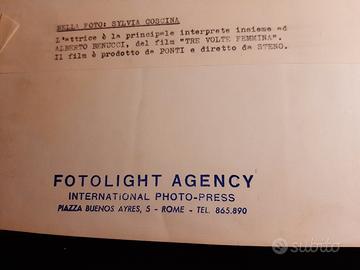 NELLA FOTO: SYLVIA COSCINA
L'attrice è la principale interprete insieme ad
ALBERTO BENUCCI, del film "TRE VOLTE FEMMINA".
Il film è prodotto da PONTI e diretto da STENO.
FOTOLIGHT AGENCY
INTERNATIONAL PHOTO-PRESS
PIAZZA BUENOS AYRES, 5 - ROME - TEL. 865.890
subito